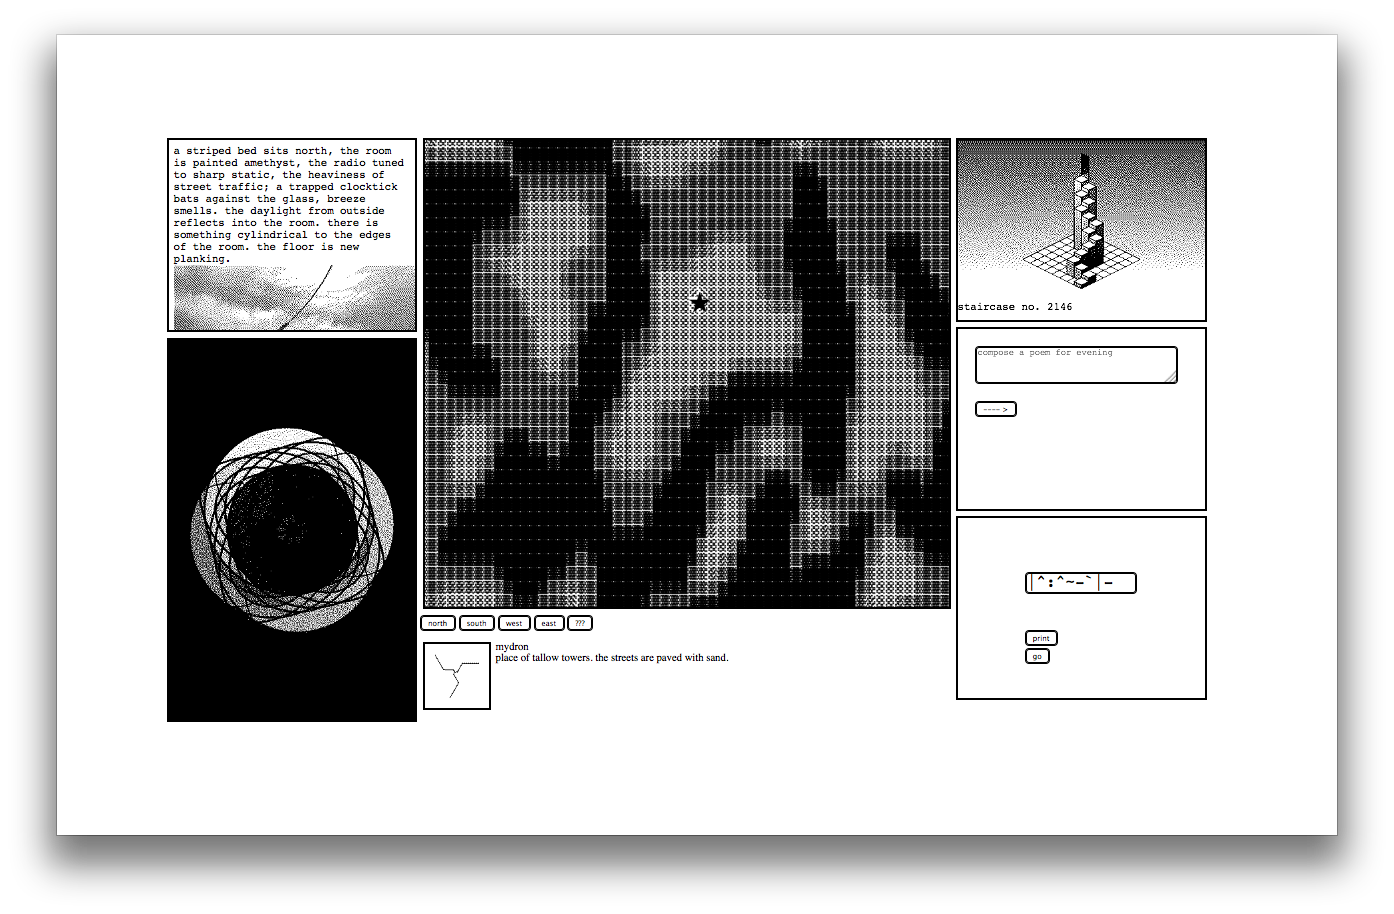 a striped bed sits north, the room
is painted amethyst, the radio tuned
to sharp static, the heaviness of
street traffic; a trapped clocktick
bats against the glass, breeze
smells. the daylight from outside
reflects into the room. there is
something cylindrical to the edges
of the room. the floor is new
planking.
north south west east ???
mydron
place of tallow towers. the streets are paved with sand.
staircase no. 2146
compose a poem for evening
---- >
|^:^~−`|−
print
go